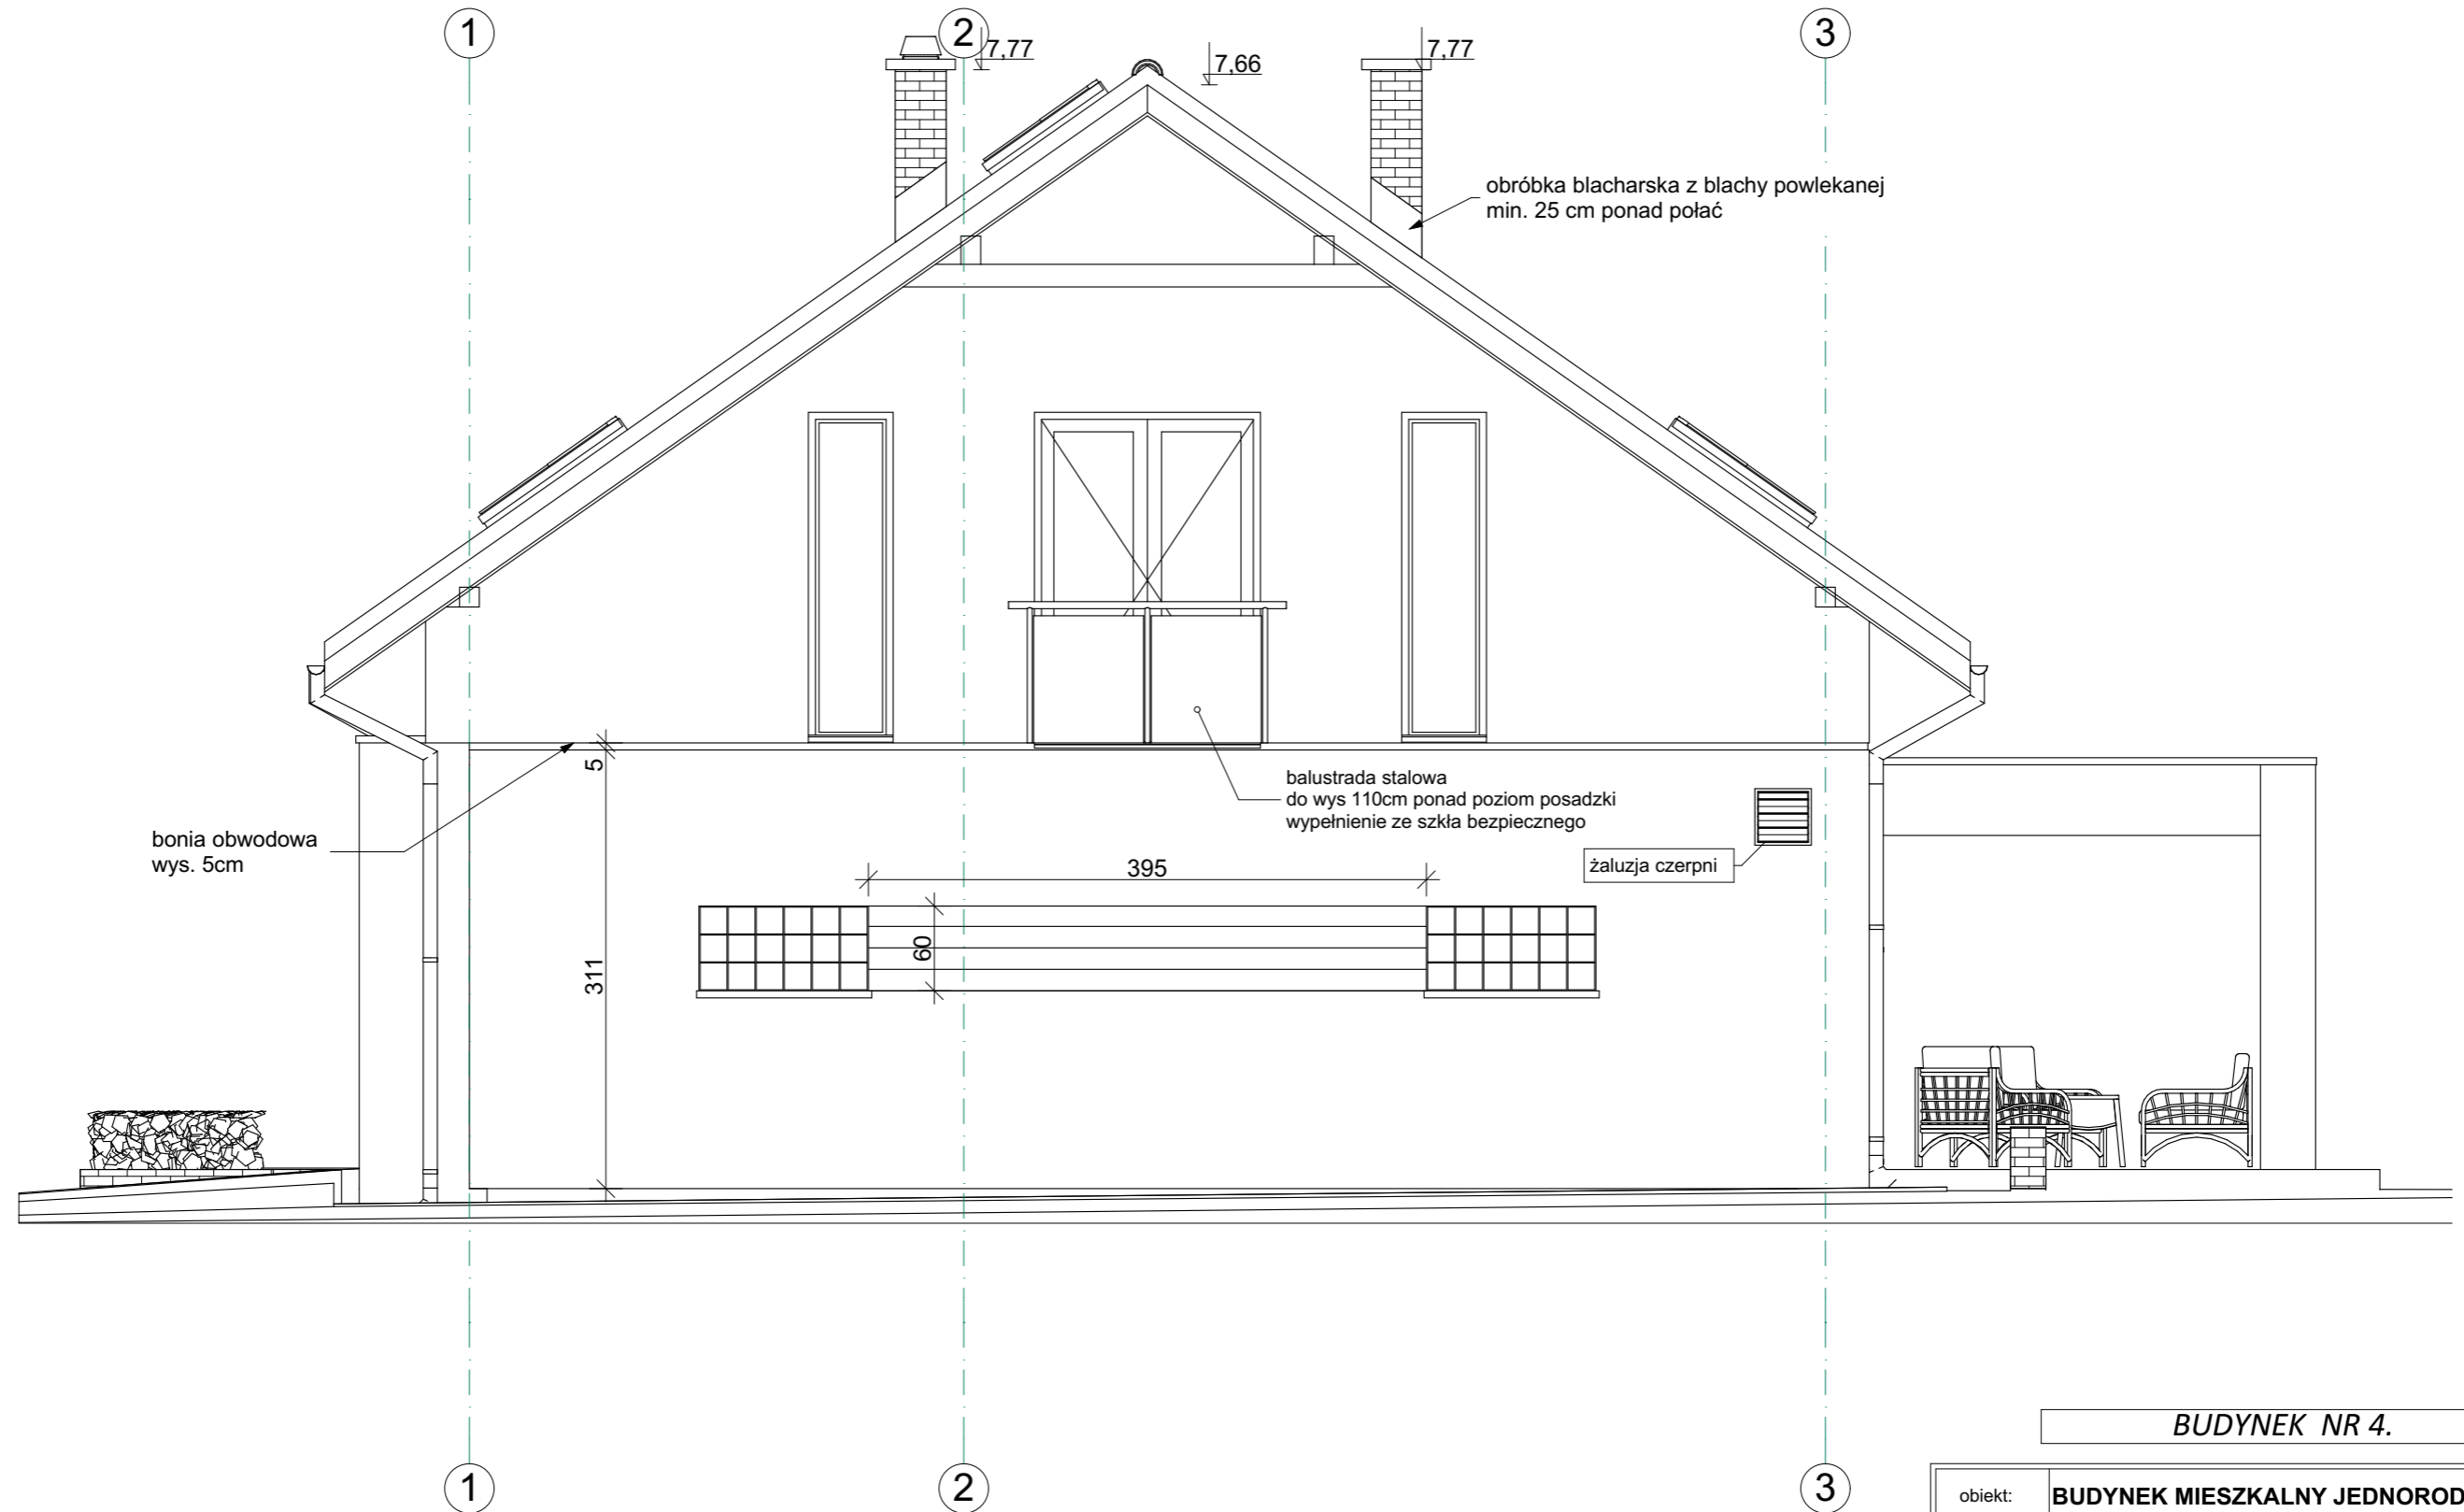 1
2
3
7,77
7,66
7,77
obróbka blacharska z blachy powlekanej
min. 25 cm ponad połać
5
balustrada stalowa
do wys 110cm ponad poziom posadzki
wypełnienie ze szkła bezpiecznego
bonia obwodowa
wys. 5cm
żaluzja czerpni
395
60
311
BUDYNEK NR 4.
1
2
3
obiekt:
BUDYNEK MIESZKALNY JEDNOROD